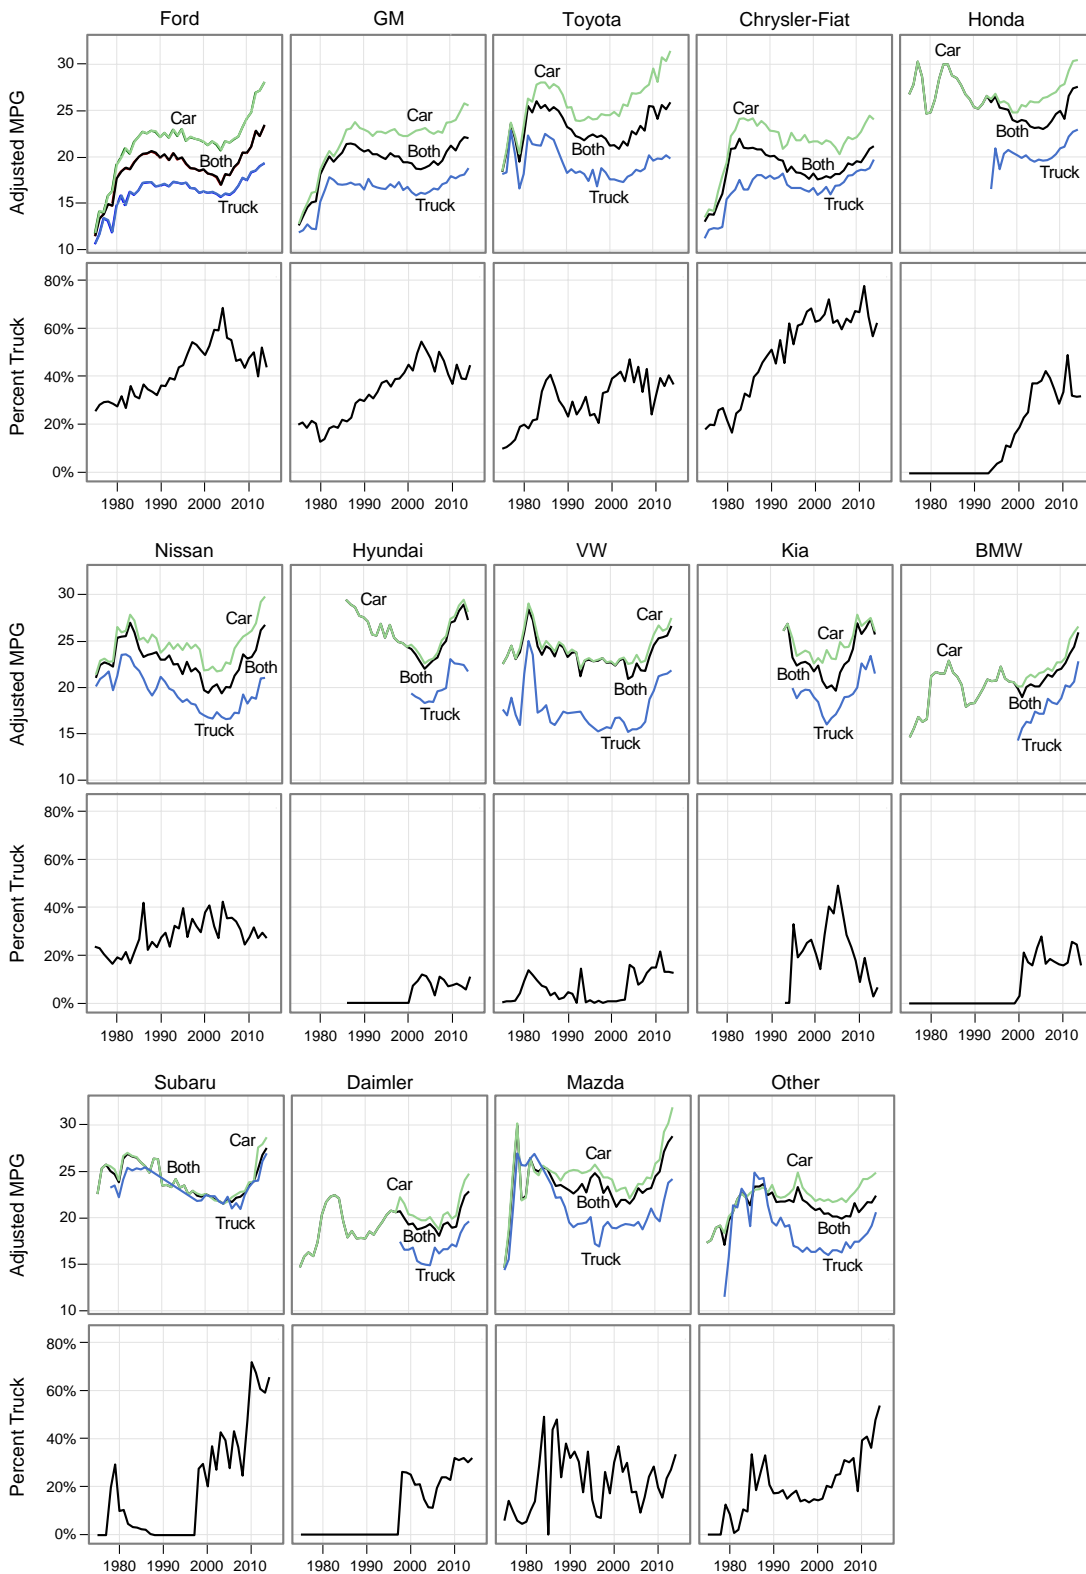 Ford GM Toyota Chrysler-Fiat Honda
Adjusted MPG
30
25
20
15
10
Car
Both
Truck
Car
Both
Truck
Car
Both
Truck
Car
Both
Truck
Car
Both
Truck
Percent Truck
80%
60%
40%
20%
0%
1980 1990 2000 2010 1980 1990 2000 2010 1980 1990 2000 2010 1980 1990 2000 2010 1980 1990 2000 2010
Nissan Hyundai VW Kia BMW
Adjusted MPG
30
25
20
15
10
Car
Both
Truck
Car
Both
Truck
Car
Both
Truck
Car
Both
Truck
Car
Both
Truck
Percent Truck
80%
60%
40%
20%
0%
1980 1990 2000 2010 1980 1990 2000 2010 1980 1990 2000 2010 1980 1990 2000 2010 1980 1990 2000 2010
Subaru Daimler Mazda Other
Adjusted MPG
30
25
20
15
10
Car
Both
Truck
Car
Both
Truck
Car
Both
Truck
Car
Both
Truck
Percent Truck
80%
60%
40%
20%
0%
1980 1990 2000 2010 1980 1990 2000 2010 1980 1990 2000 2010 1980 1990 2000 2010